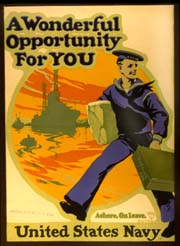 A Wonderful
Opportunity
For YOU
Ashore, On Leave.
United States Navy